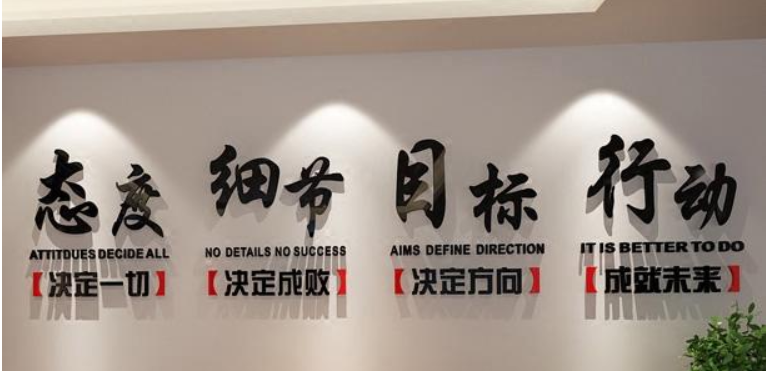 态度
ATTITDUES DECIDE ALL
【决定一切】
细节
NO DETAILS NO SUCCESS
【决定成败】
目标
AIMS DEFINE DIRECTION
【决定方向】
行动
IT IS BETTER TO DO
【成就未来】